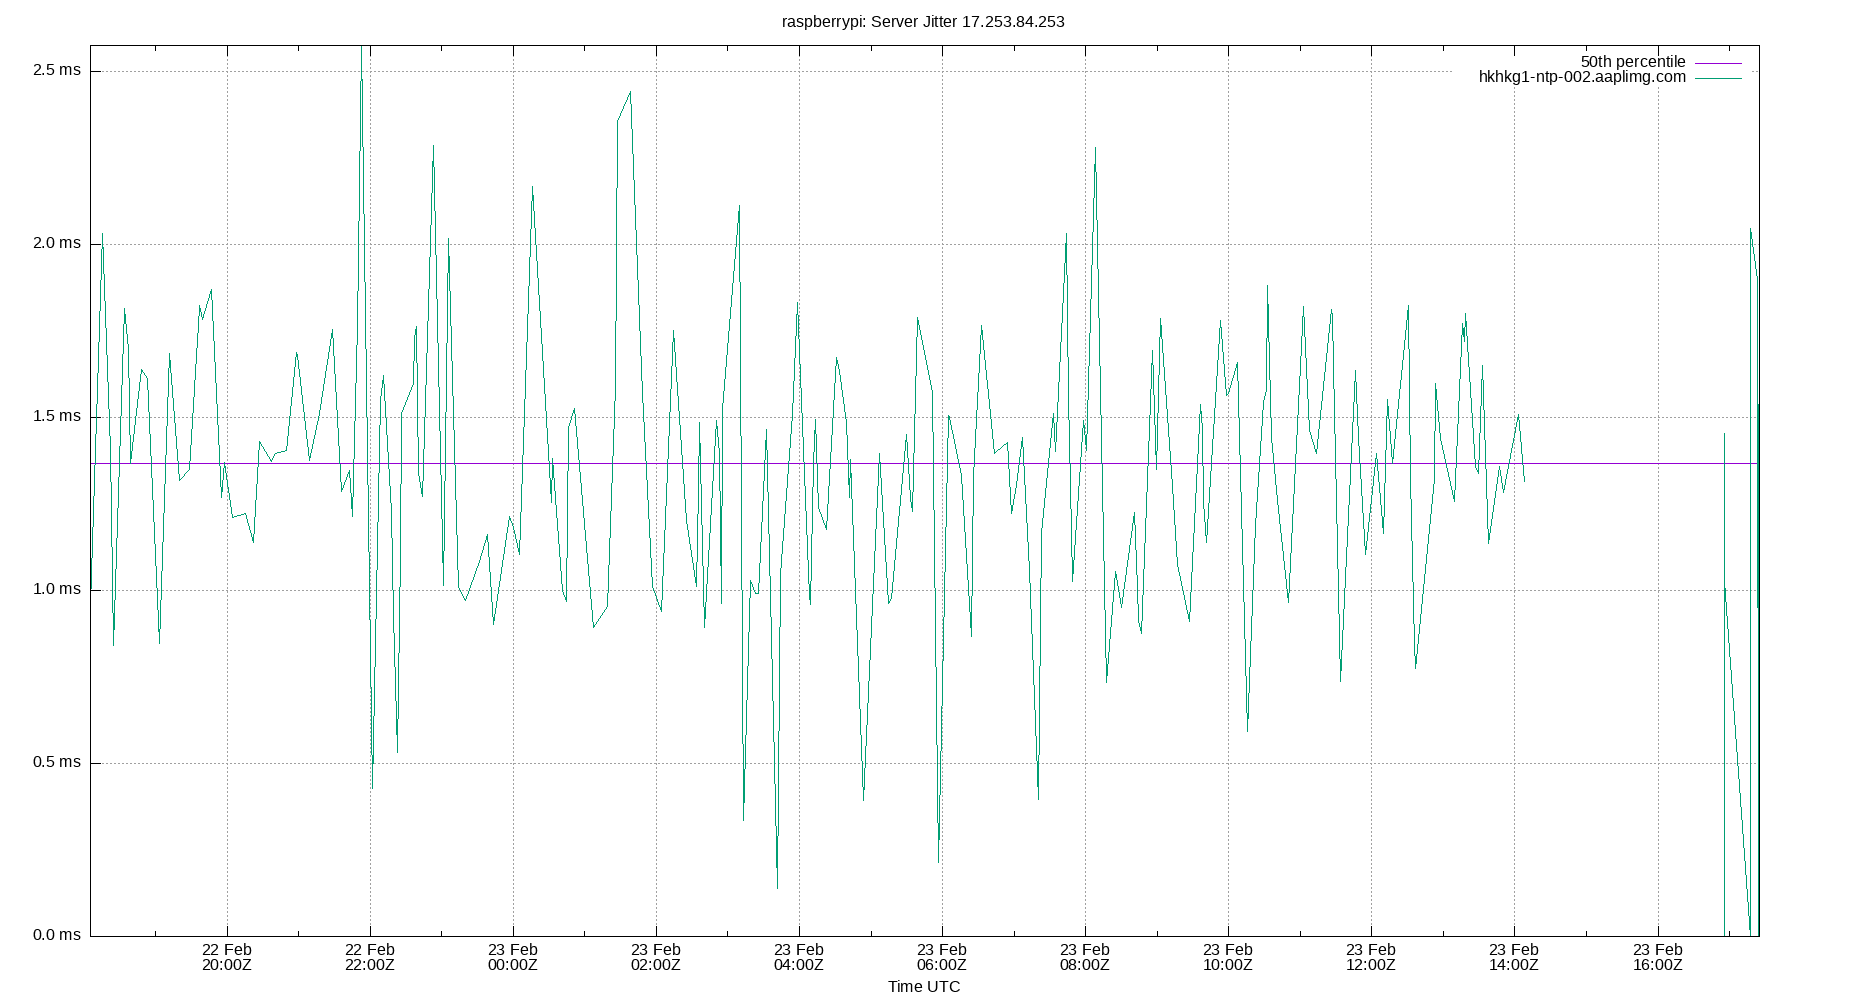 raspberrypi: Server Jitter 17.253.84.253
50th percentile
hkhkg1-ntp-002.aaplimg.com
2.5 ms
2.0 ms
1.5 ms
1.0 ms
0.5 ms
0.0 ms
22 Feb 22 Feb 23 Feb 23 Feb 23 Feb 23 Feb 23 Feb 23 Feb 23 Feb 23 Feb 23 Feb
20:00Z 22:00Z 00:00Z 02:00Z 04:00Z 06:00Z 08:00Z 10:00Z 12:00Z 14:00Z 16:00Z
Time UTC